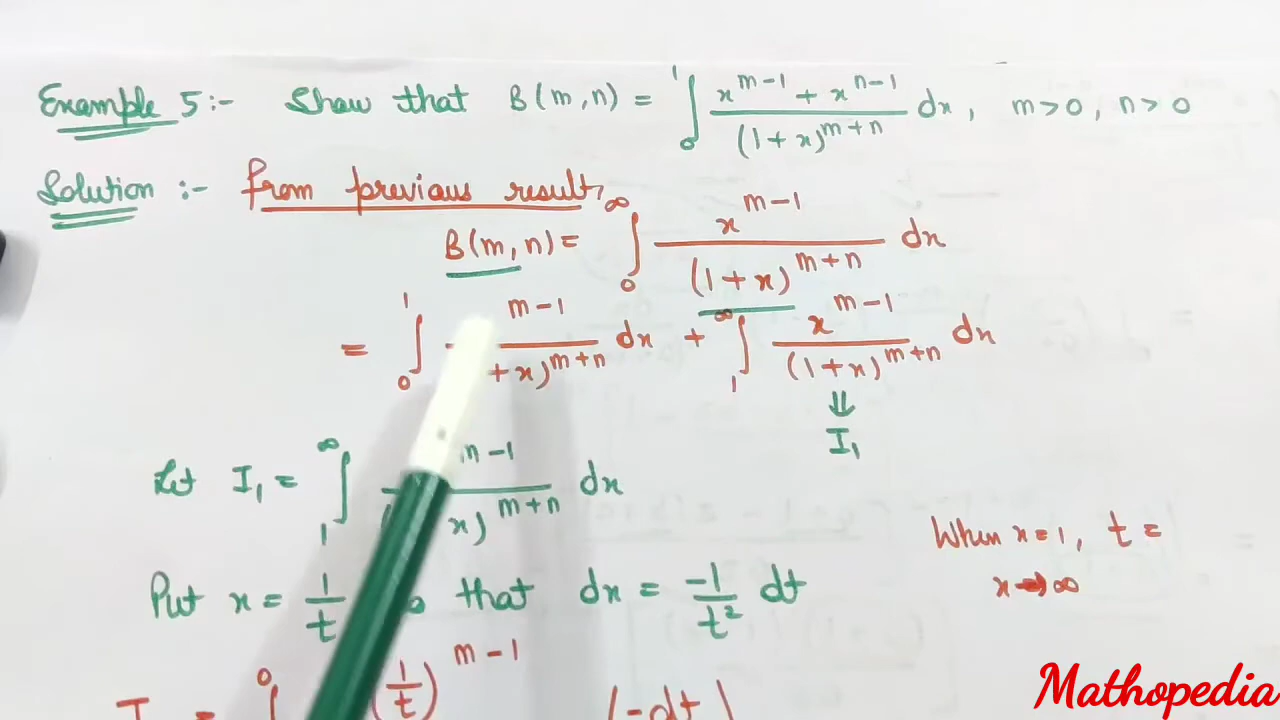 Example 5:- Show that B(m,n) = ∫₀¹ (x^(m-1) + x^(n-1))/(1+x)^(m+n) dx, m>0, n>0
Solution :- from previous result,
B(m,n) = ∫₀^∞ x^(m-1)/(1+x)^(m+n) dx
= ∫₀¹ ^(m-1)/ +x)^(m+n) dx + ∫₁^∞ x^(m-1)/(1+x)^(m+n) dx
⇓
I₁
Let I₁ = ∫₁^∞ ^(m-1)/( x)^(m+n) dx
When x=1, t =
x→∞
Put x = 1/t that dx = -1/t² dt
I = ∫⁰ (1/t)^(m-1) (-dt)
Mathopedia